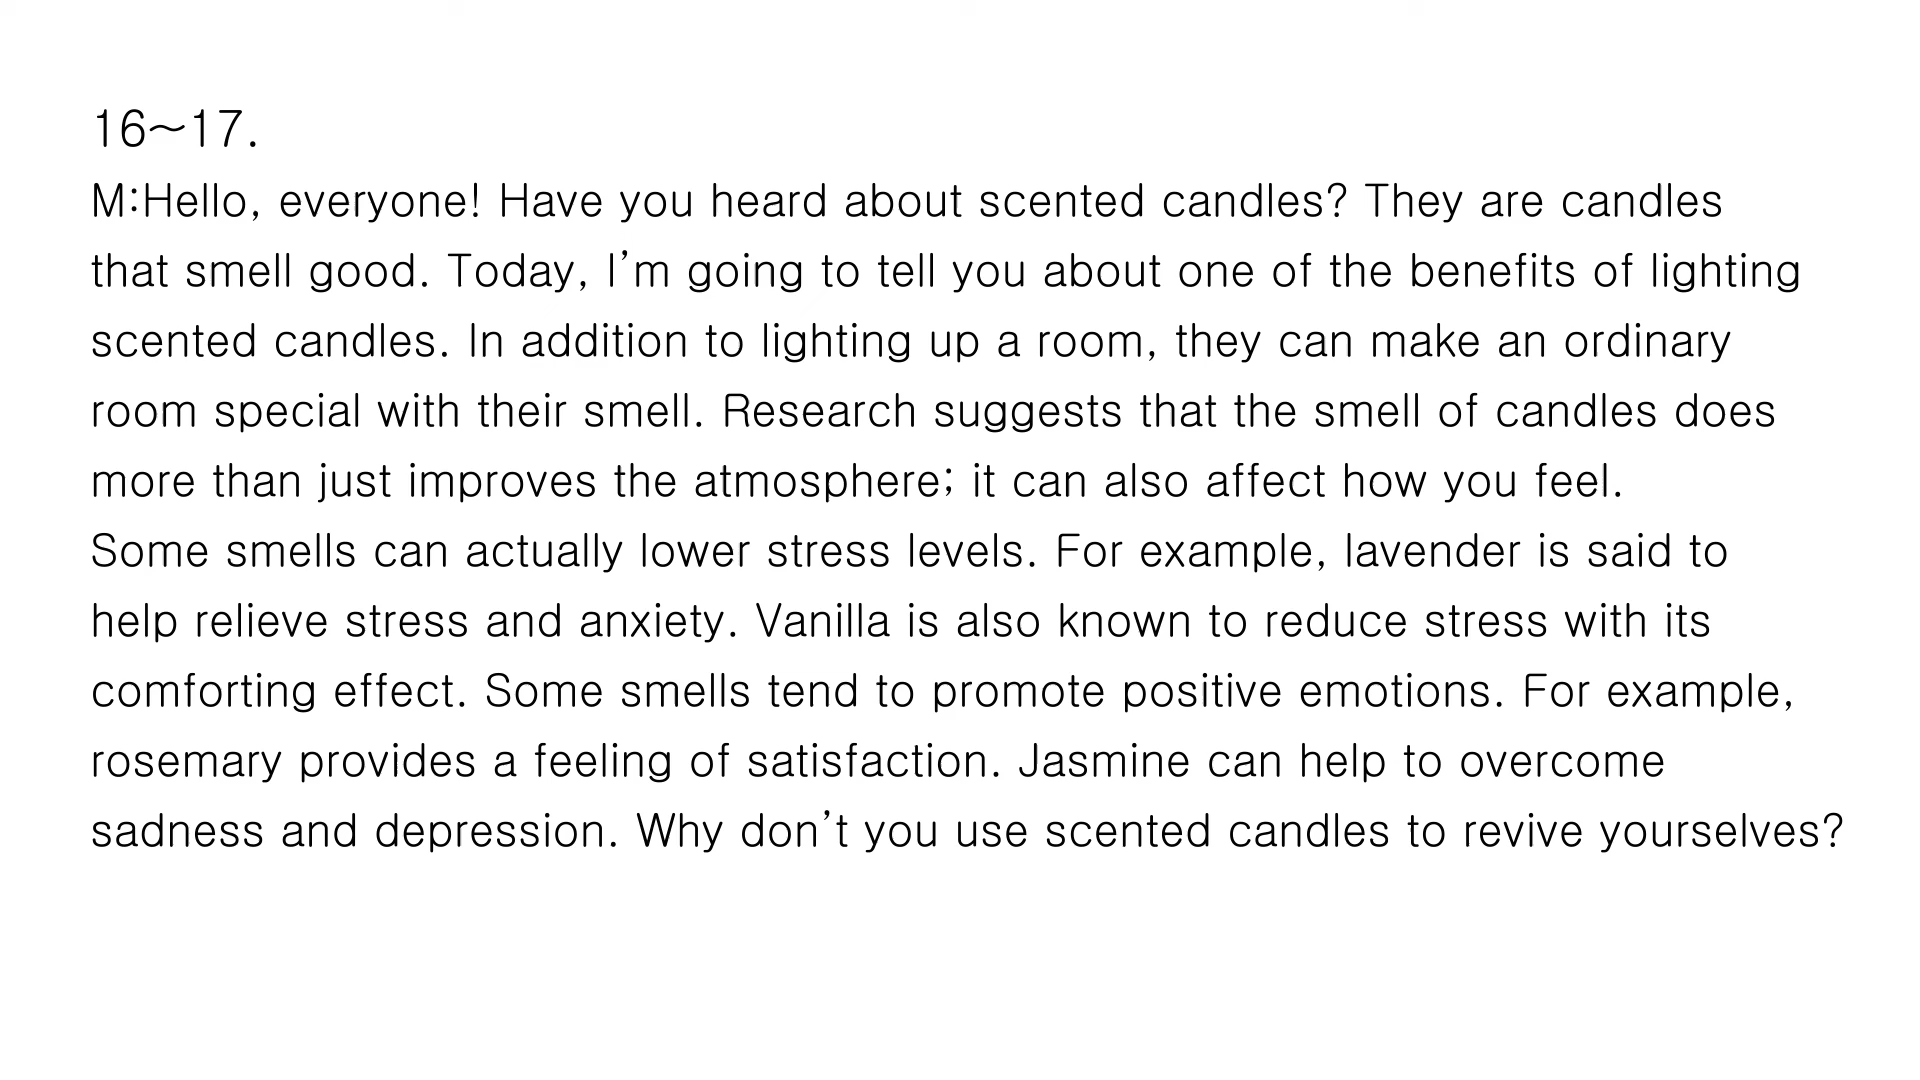 16~17.
M:Hello, everyone! Have you heard about scented candles? They are candles
that smell good. Today, I’m going to tell you about one of the benefits of lighting
scented candles. In addition to lighting up a room, they can make an ordinary
room special with their smell. Research suggests that the smell of candles does
more than just improves the atmosphere; it can also affect how you feel.
Some smells can actually lower stress levels. For example, lavender is said to
help relieve stress and anxiety. Vanilla is also known to reduce stress with its
comforting effect. Some smells tend to promote positive emotions. For example,
rosemary provides a feeling of satisfaction. Jasmine can help to overcome
sadness and depression. Why don’t you use scented candles to revive yourselves?